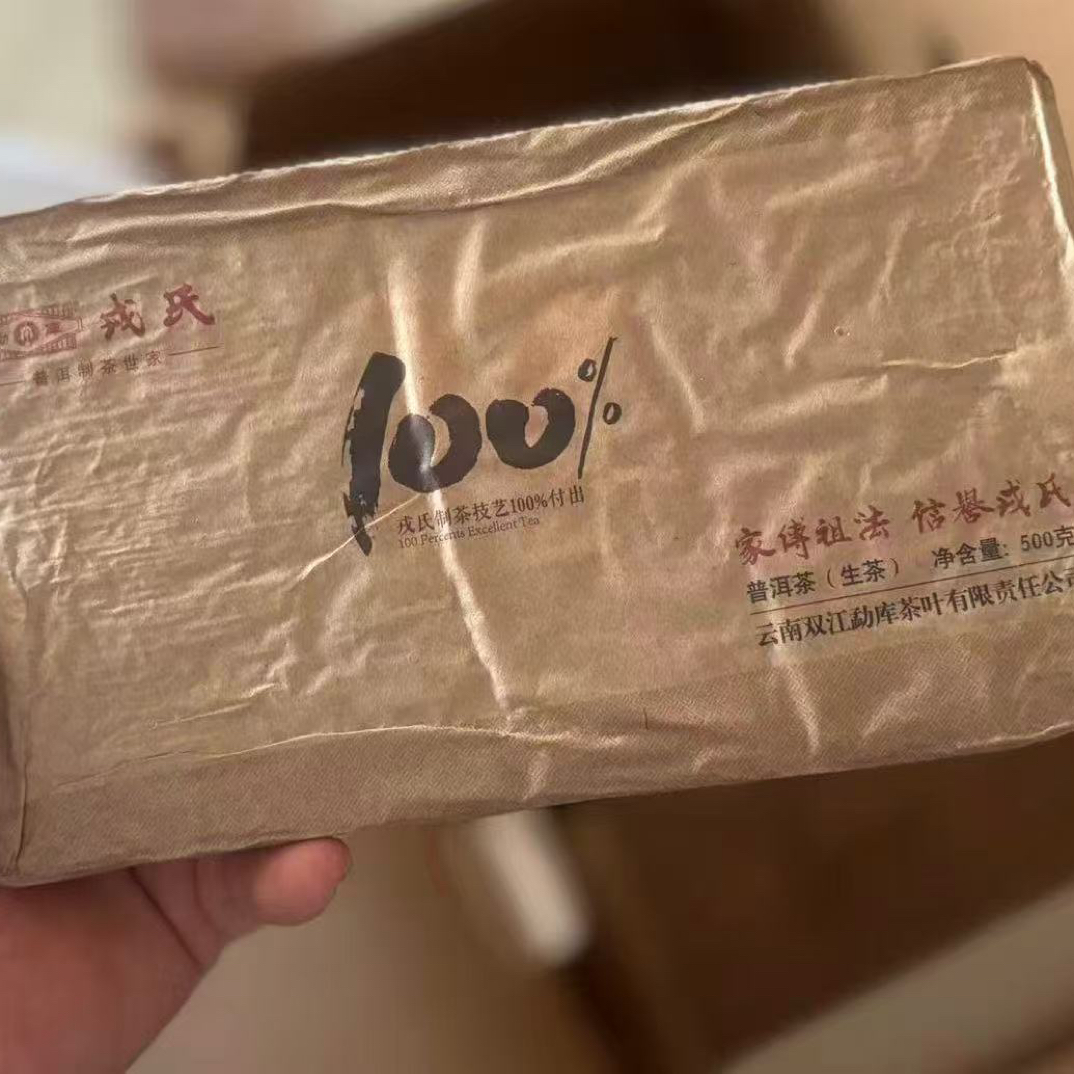 戎氏
普洱制茶世家
100%
戎氏制茶技艺100%付出
100 Percents Excellent Tea
家传祖法 信誉戎氏
普洱茶（生茶） 净含量: 500克
云南双江勐库茶叶有限责任公司